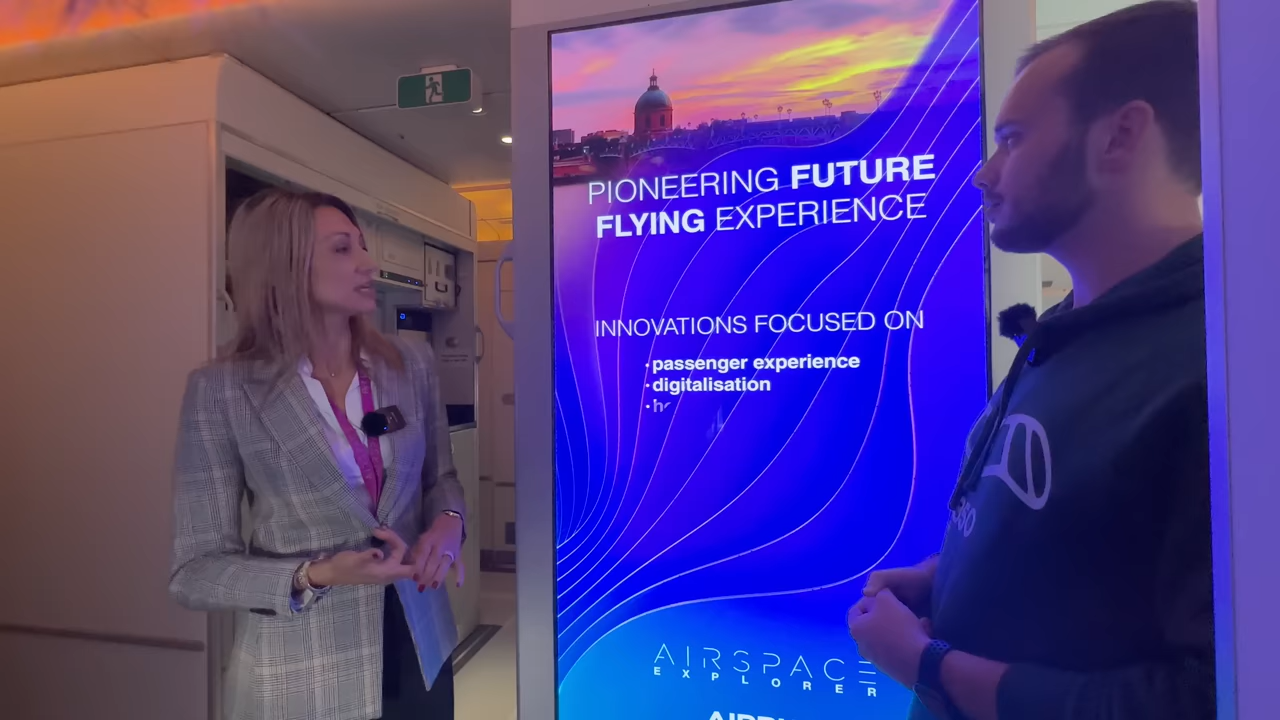 PIONEERING FUTURE
FLYING EXPERIENCE
INNOVATIONS FOCUSED ON
· passenger experience
· digitalisation
AIRSPACE
EXPLORER